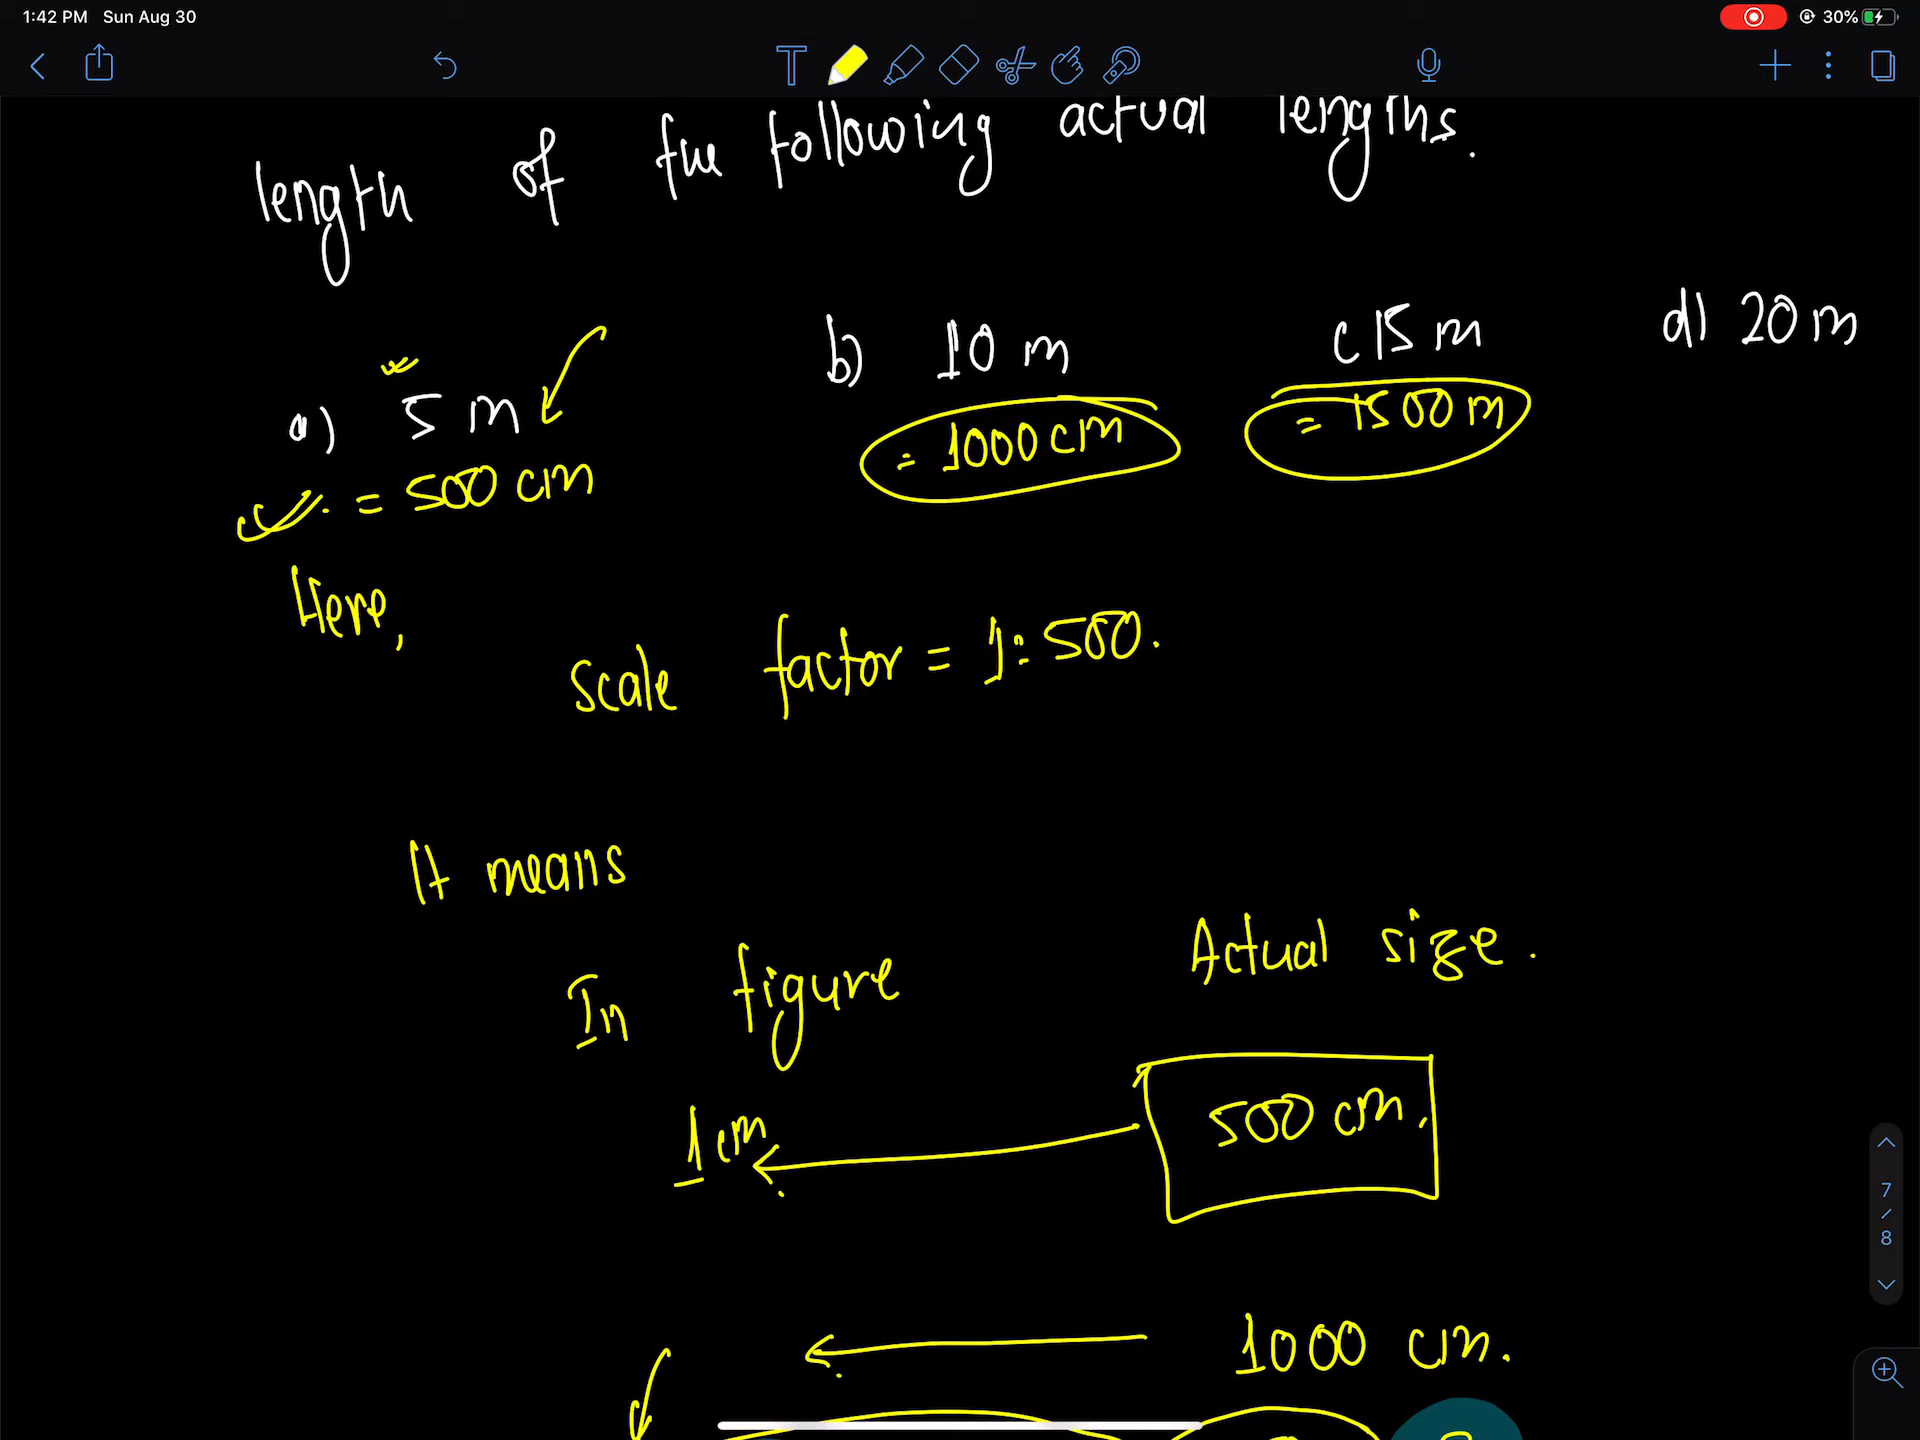 1:42 PM Sun Aug 30
30%
T
length of the following actual lengths.
a) 5 m
b) 10 m
c 15 m
d) 20 m
= 500 cm
= 1000 cm
= 1500 m
Here,
scale factor = 1:500.
It means
In figure
Actual size.
1 cm
500 cm.
1000 cm.
7
/
8